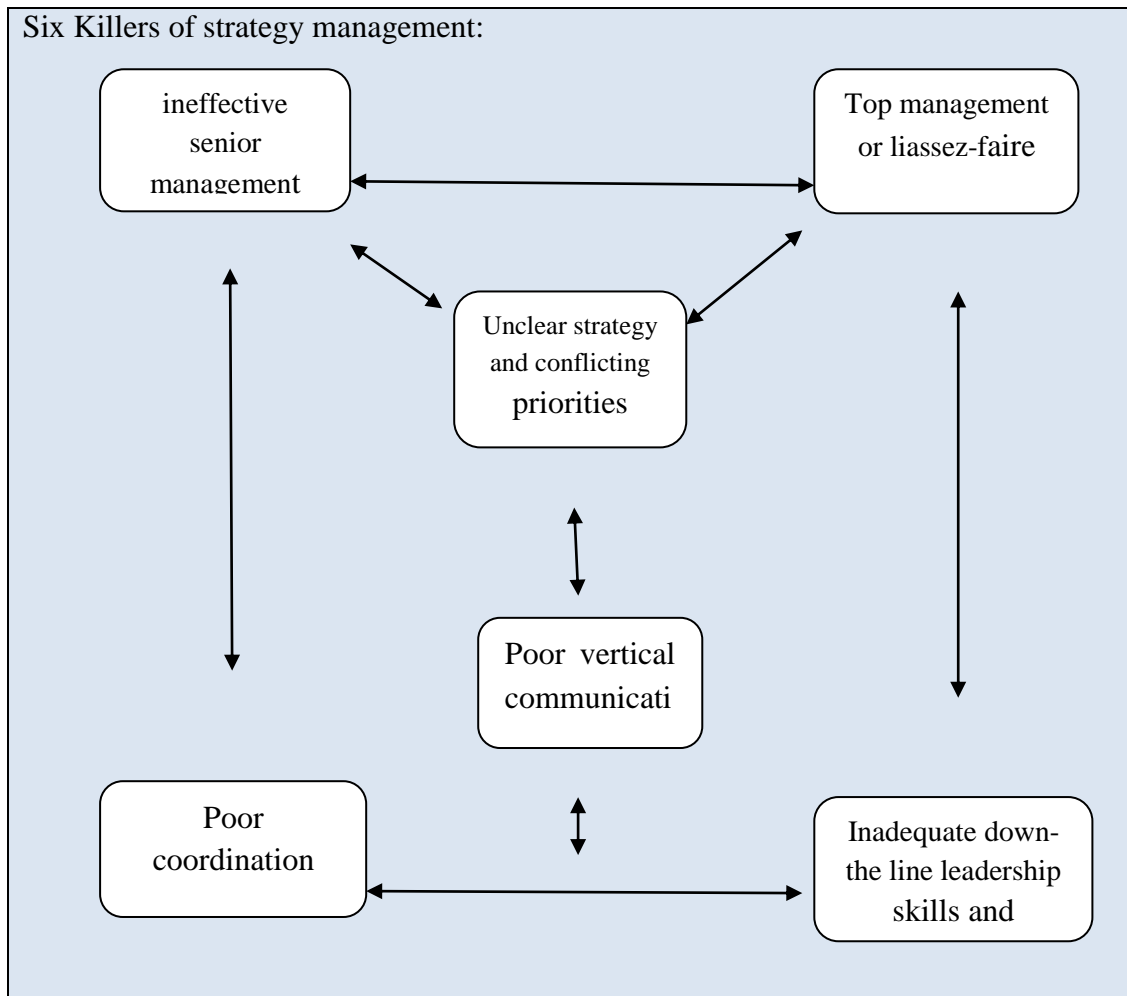 Six Killers of strategy management:
ineffective
senior
management
Top management
or liassez-faire
Unclear strategy
and conflicting
priorities
Poor vertical
communicati
Poor
coordination
Inadequate down-
the line leadership
skills and